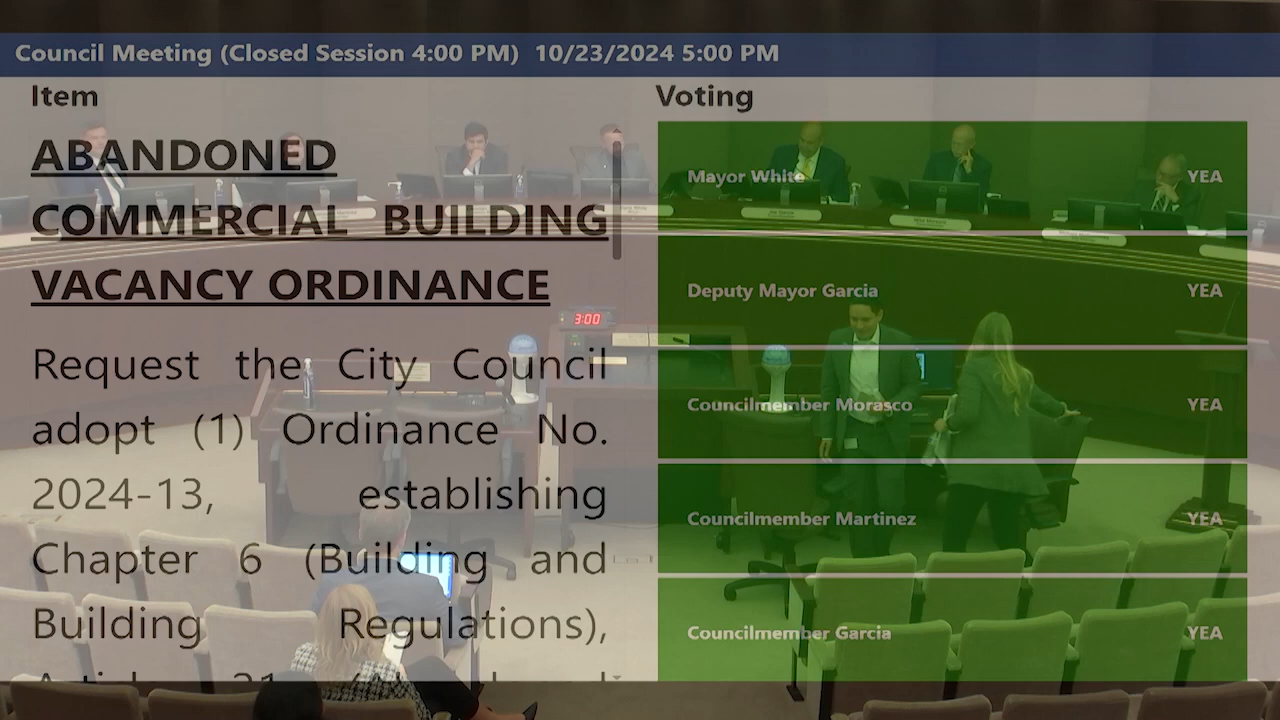 Council Meeting (Closed Session 4:00 PM) 10/23/2024 5:00 PM
Item
Voting
ABANDONED
COMMERCIAL BUILDING
VACANCY ORDINANCE
Request the City Council
adopt (1) Ordinance No.
2024-13, establishing
Chapter 6 (Building and
Building Regulations),
Mayor White YEA
Deputy Mayor Garcia YEA
Councilmember Morasco YEA
Councilmember Martinez YEA
Councilmember Garcia YEA
3:00